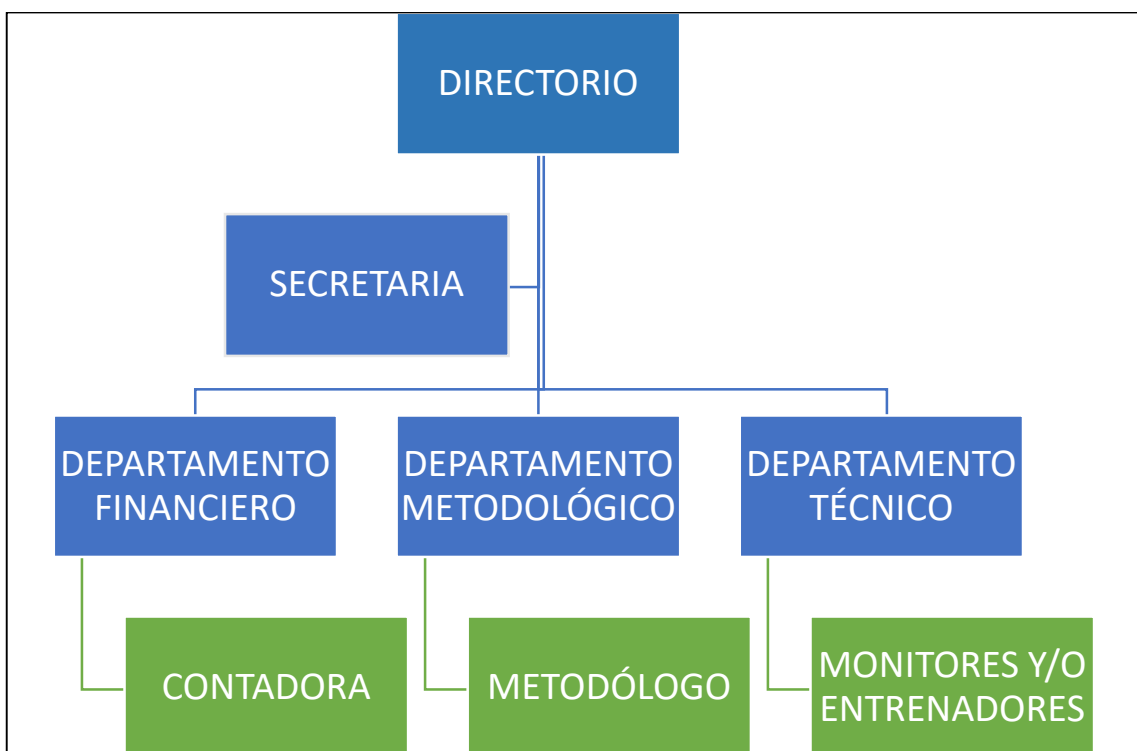 DIRECTORIO
SECRETARIA
DEPARTAMENTO
FINANCIERO
DEPARTAMENTO
METODOLÓGICO
DEPARTAMENTO
TÉCNICO
CONTADORA
METODÓLOGO
MONITORES Y/O
ENTRENADORES